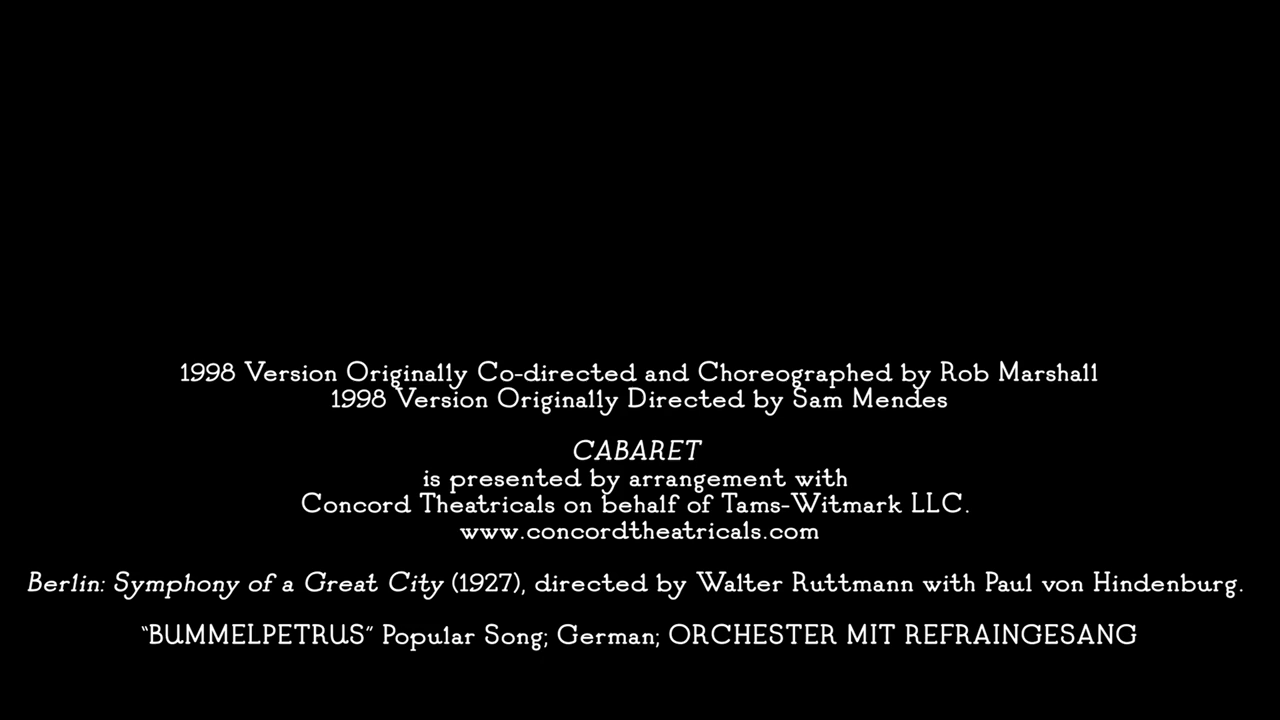 1998 Version Originally Co-directed and Choreographed by Rob Marshall
1998 Version Originally Directed by Sam Mendes
CABARET
is presented by arrangement with
Concord Theatricals on behalf of Tams-Witmark LLC.
www.concordtheatricals.com
Berlin: Symphony of a Great City (1927), directed by Walter Ruttmann with Paul von Hindenburg.
“BUMMELPETRUS” Popular Song; German; ORCHESTER MIT REFRAINGESANG